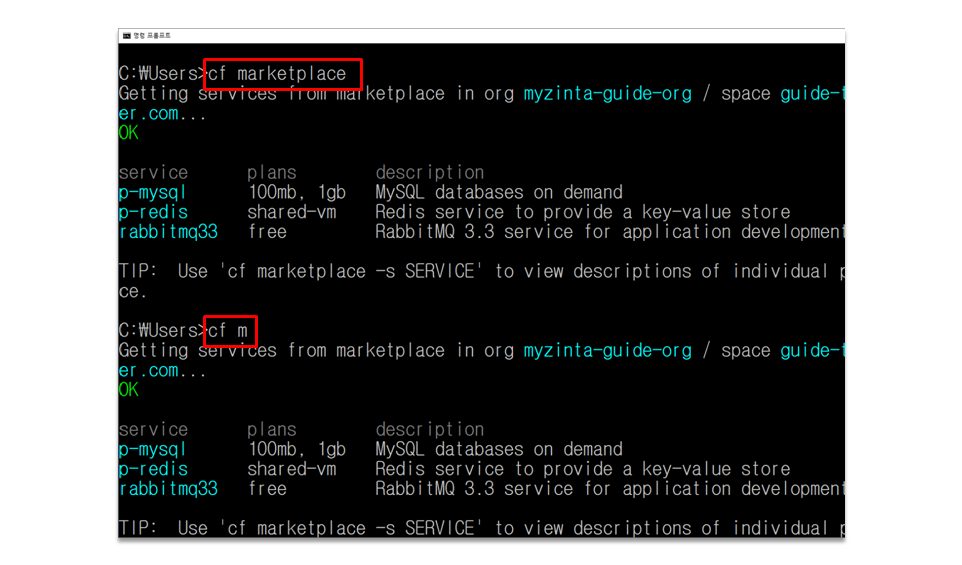 명령 프롬프트
C:₩Users>cf marketplace
Getting services from marketplace in org myzinta-guide-org / space guide-
er.com...
OK
service plans description
p-mysql 100mb, 1gb MySQL databases on demand
p-redis shared-vm Redis service to provide a key-value store
rabbitmq33 free RabbitMQ 3.3 service for application development
TIP: Use 'cf marketplace -s SERVICE' to view descriptions of individual
ce.
C:₩Users>cf m
Getting services from marketplace in org myzinta-guide-org / space guide-
er.com...
OK
service plans description
p-mysql 100mb, 1gb MySQL databases on demand
p-redis shared-vm Redis service to provide a key-value store
rabbitmq33 free RabbitMQ 3.3 service for application development
TIP: Use 'cf marketplace -s SERVICE' to view descriptions of individual